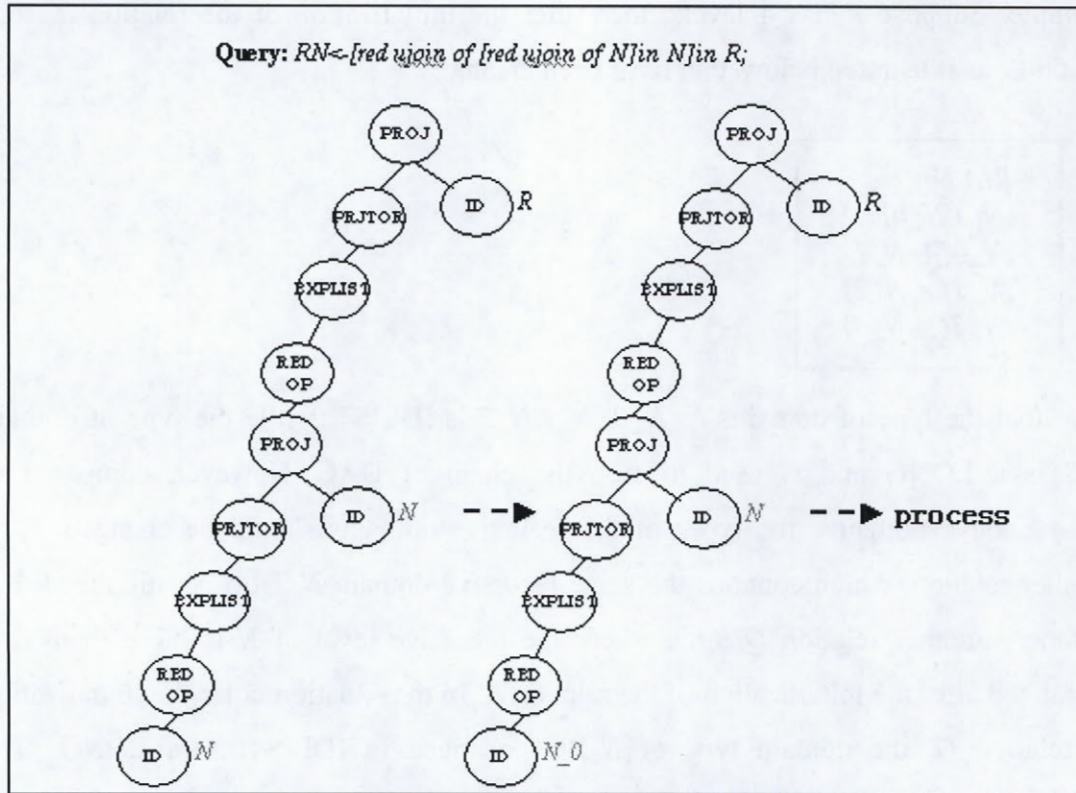 Query: RN<-[red ujoin of [red ujoin of N]in N]in R;
PROJ
PROJ
PRJTOR
ID R
PRJTOR
ID R
EXPLIST
EXPLIST
RED
OP
RED
OP
PROJ
PROJ
PRJTOR
ID N
PRJTOR
ID N
process
EXPLIST
EXPLIST
RED
OP
RED
OP
ID N
ID N_0